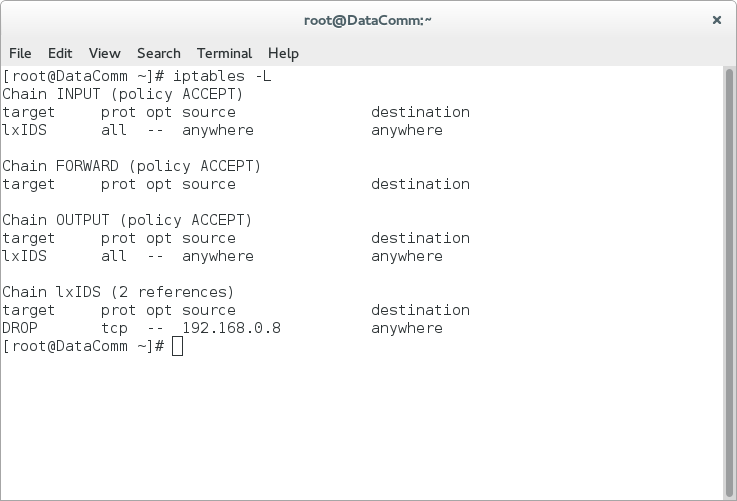 root@DataComm:~ ×
File Edit View Search Terminal Help
[root@DataComm ~]# iptables -L
Chain INPUT (policy ACCEPT)
target     prot opt source               destination
lxIDS      all  --  anywhere             anywhere
Chain FORWARD (policy ACCEPT)
target     prot opt source               destination
Chain OUTPUT (policy ACCEPT)
target     prot opt source               destination
lxIDS      all  --  anywhere             anywhere
Chain lxIDS (2 references)
target     prot opt source               destination
DROP       tcp  --  192.168.0.8          anywhere
[root@DataComm ~]#